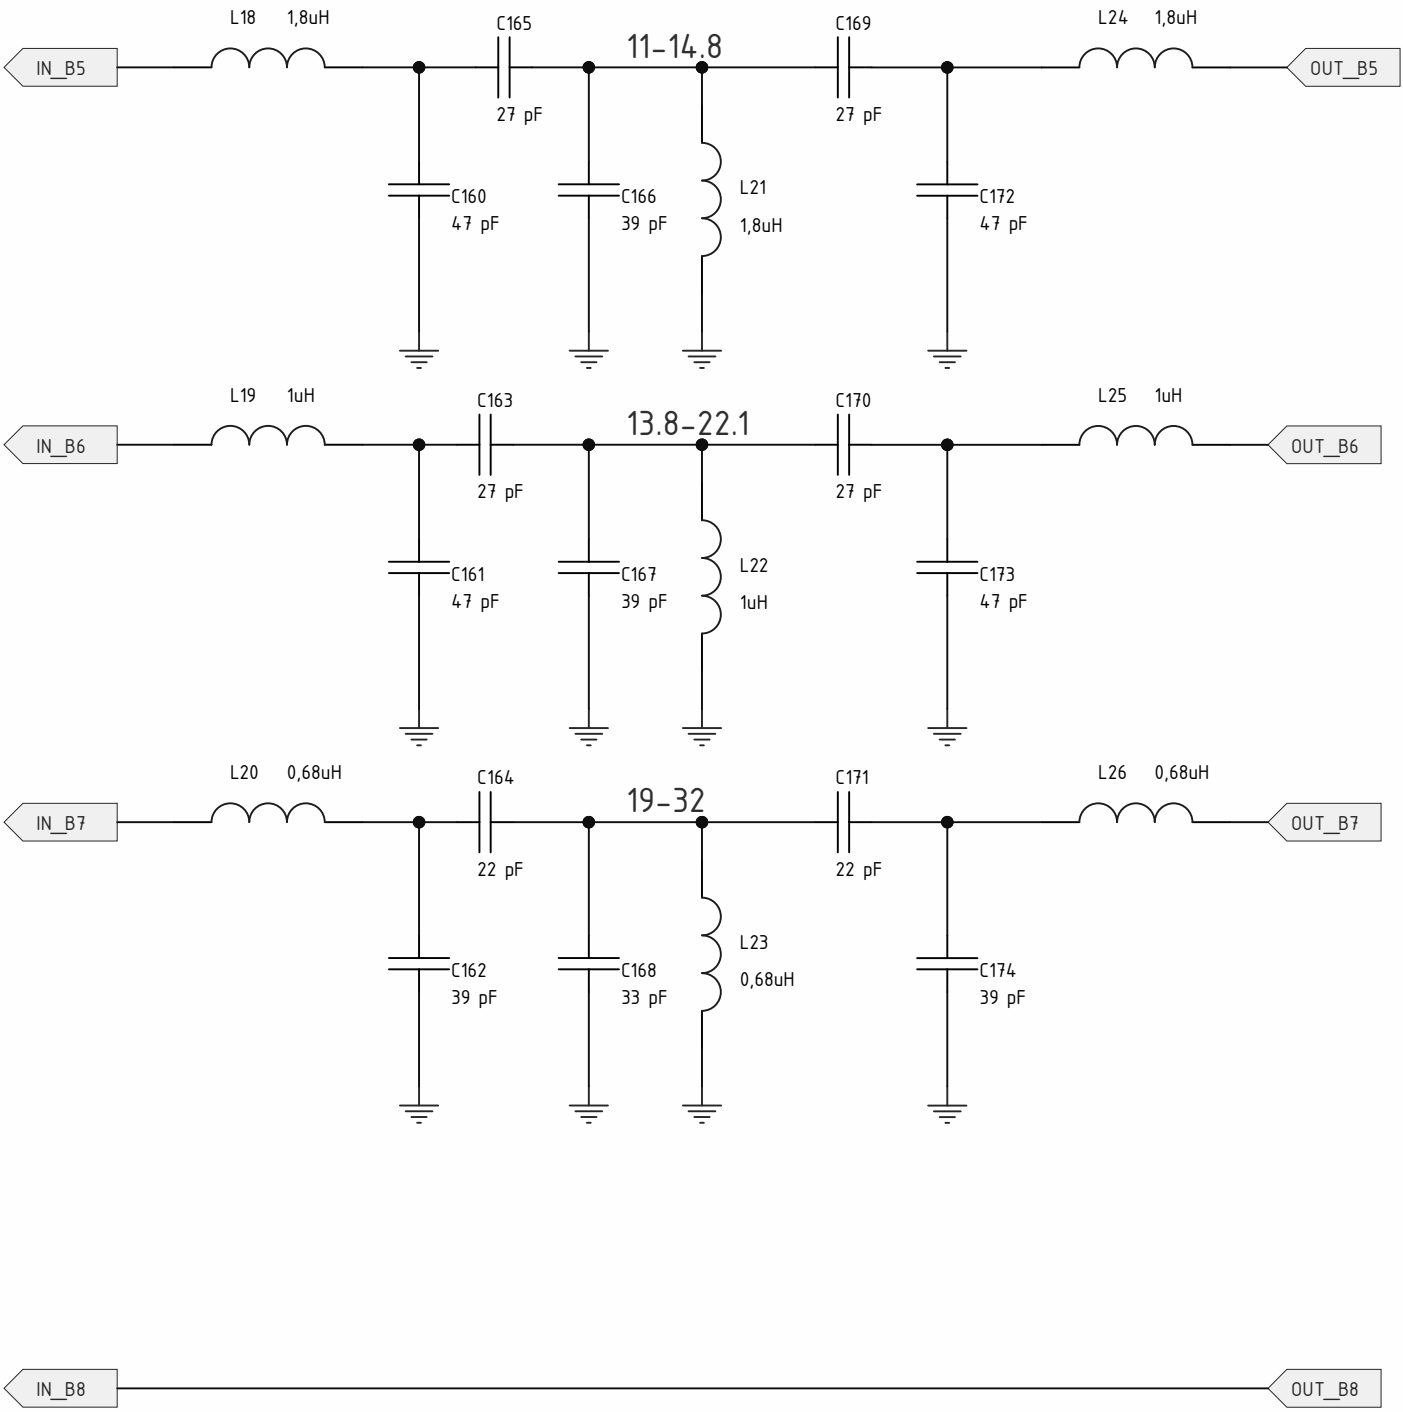 L18 1,8uH
C165
11-14.8
C169
L24 1,8uH
IN_B5
OUT_B5
27 pF
27 pF
C160
47 pF
C166
39 pF
L21
1,8uH
C172
47 pF
L19 1uH
C163
13.8-22.1
C170
L25 1uH
IN_B6
OUT_B6
27 pF
27 pF
C161
47 pF
C167
39 pF
L22
1uH
C173
47 pF
L20 0,68uH
C164
19-32
C171
L26 0,68uH
IN_B7
OUT_B7
22 pF
22 pF
C162
39 pF
C168
33 pF
L23
0,68uH
C174
39 pF
IN_B8
OUT_B8